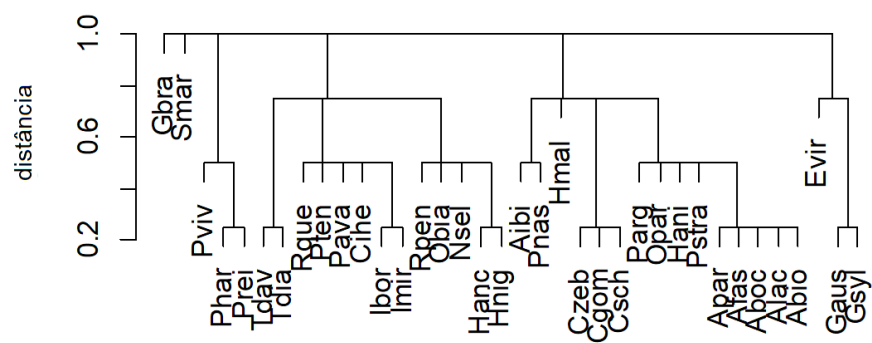 distância
1.0
0.6
0.2
Gbra
Smar
Pviv
Phar
Prei
Tdav
Tdia
Rque
Pten
Pava
Cihe
Ibor
Imir
Rpen
Obia
Nsel
Hanc
Hnig
Aibi
Pnas
Hmal
Czeb
Cgom
Csch
Parg
Opar
Hani
Pstra
Apar
Afas
Aboc
Alac
Abio
Evir
Gaus
Gsyl